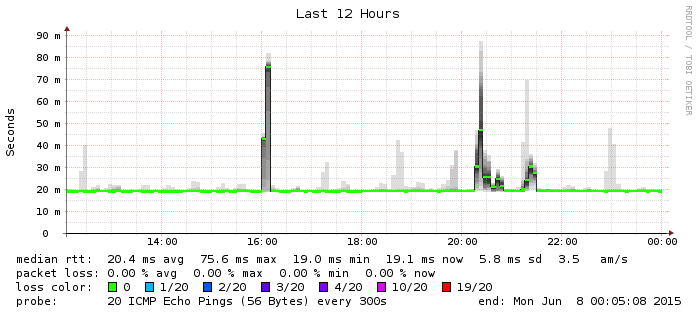 Last 12 Hours
RRDTOOL / TOBI OETIKER
Seconds
90 m
80 m
70 m
60 m
50 m
40 m
30 m
20 m
10 m
0
14:00 16:00 18:00 20:00 22:00 00:00
median rtt: 20.4 ms avg 75.6 ms max 19.0 ms min 19.1 ms now 5.8 ms sd 3.5 am/s
packet loss: 0.00 % avg 0.00 % max 0.00 % min 0.00 % now
loss color: 0 1/20 2/20 3/20 4/20 10/20 19/20
probe: 20 ICMP Echo Pings (56 Bytes) every 300s end: Mon Jun 8 00:05:08 2015